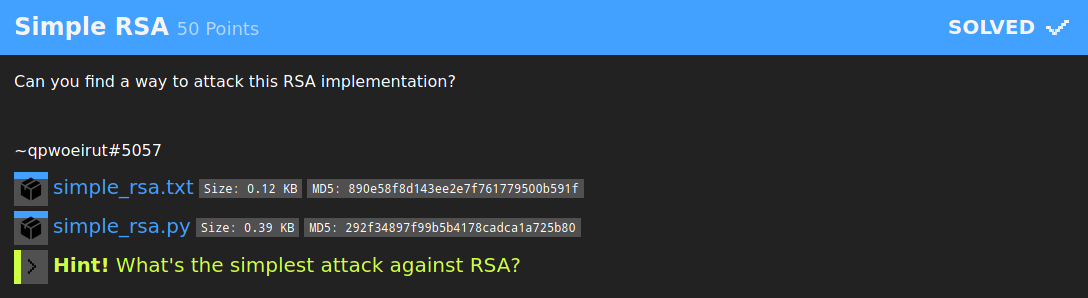 Simple RSA 50 Points SOLVED
Can you find a way to attack this RSA implementation?
~qpwoeirut#5057
simple_rsa.txt Size: 0.12 KB MD5: 890e58f8d143ee2e7f761779500b591f
simple_rsa.py Size: 0.39 KB MD5: 292f34897f99b5b4178cadca1a725b80
Hint! What's the simplest attack against RSA?